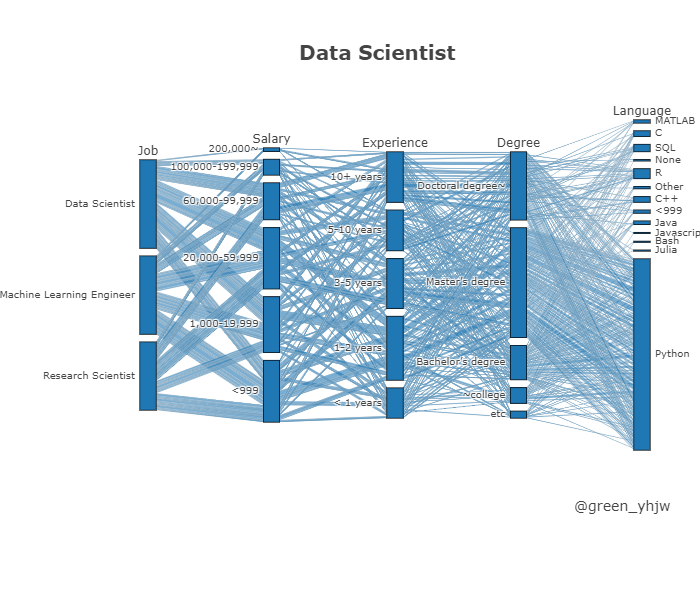 Data Scientist
Job
Salary
Experience
Degree
Language
Data Scientist
Machine Learning Engineer
Research Scientist
200,000~
100,000-199,999
60,000-99,999
20,000-59,999
1,000-19,999
<999
10+ years
5-10 years
3-5 years
1-2 years
< 1 years
Doctoral degree~
Master's degree
Bachelor's degree
~college
etc
MATLAB
C
SQL
None
R
Other
C++
<999
Java
Javascrip
Bash
Julia
Python
@green_yhjw